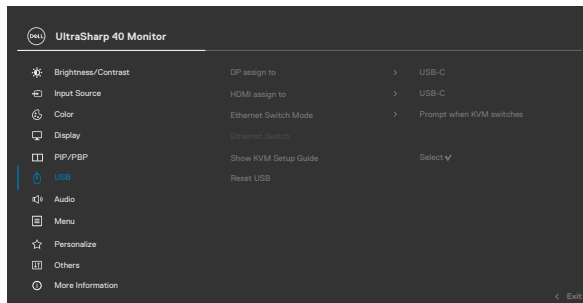 DELL UltraSharp 40 Monitor
Brightness/Contrast DP assign to > USB-C
Input Source HDMI assign to > USB-C
Color Ethernet Switch Mode > Prompt when KVM switches
Display Ethernet Switch
PIP/PBP Show KVM Setup Guide Select ✓
USB Reset USB
Audio
Menu
Personalize
Others
More Information
< Exit